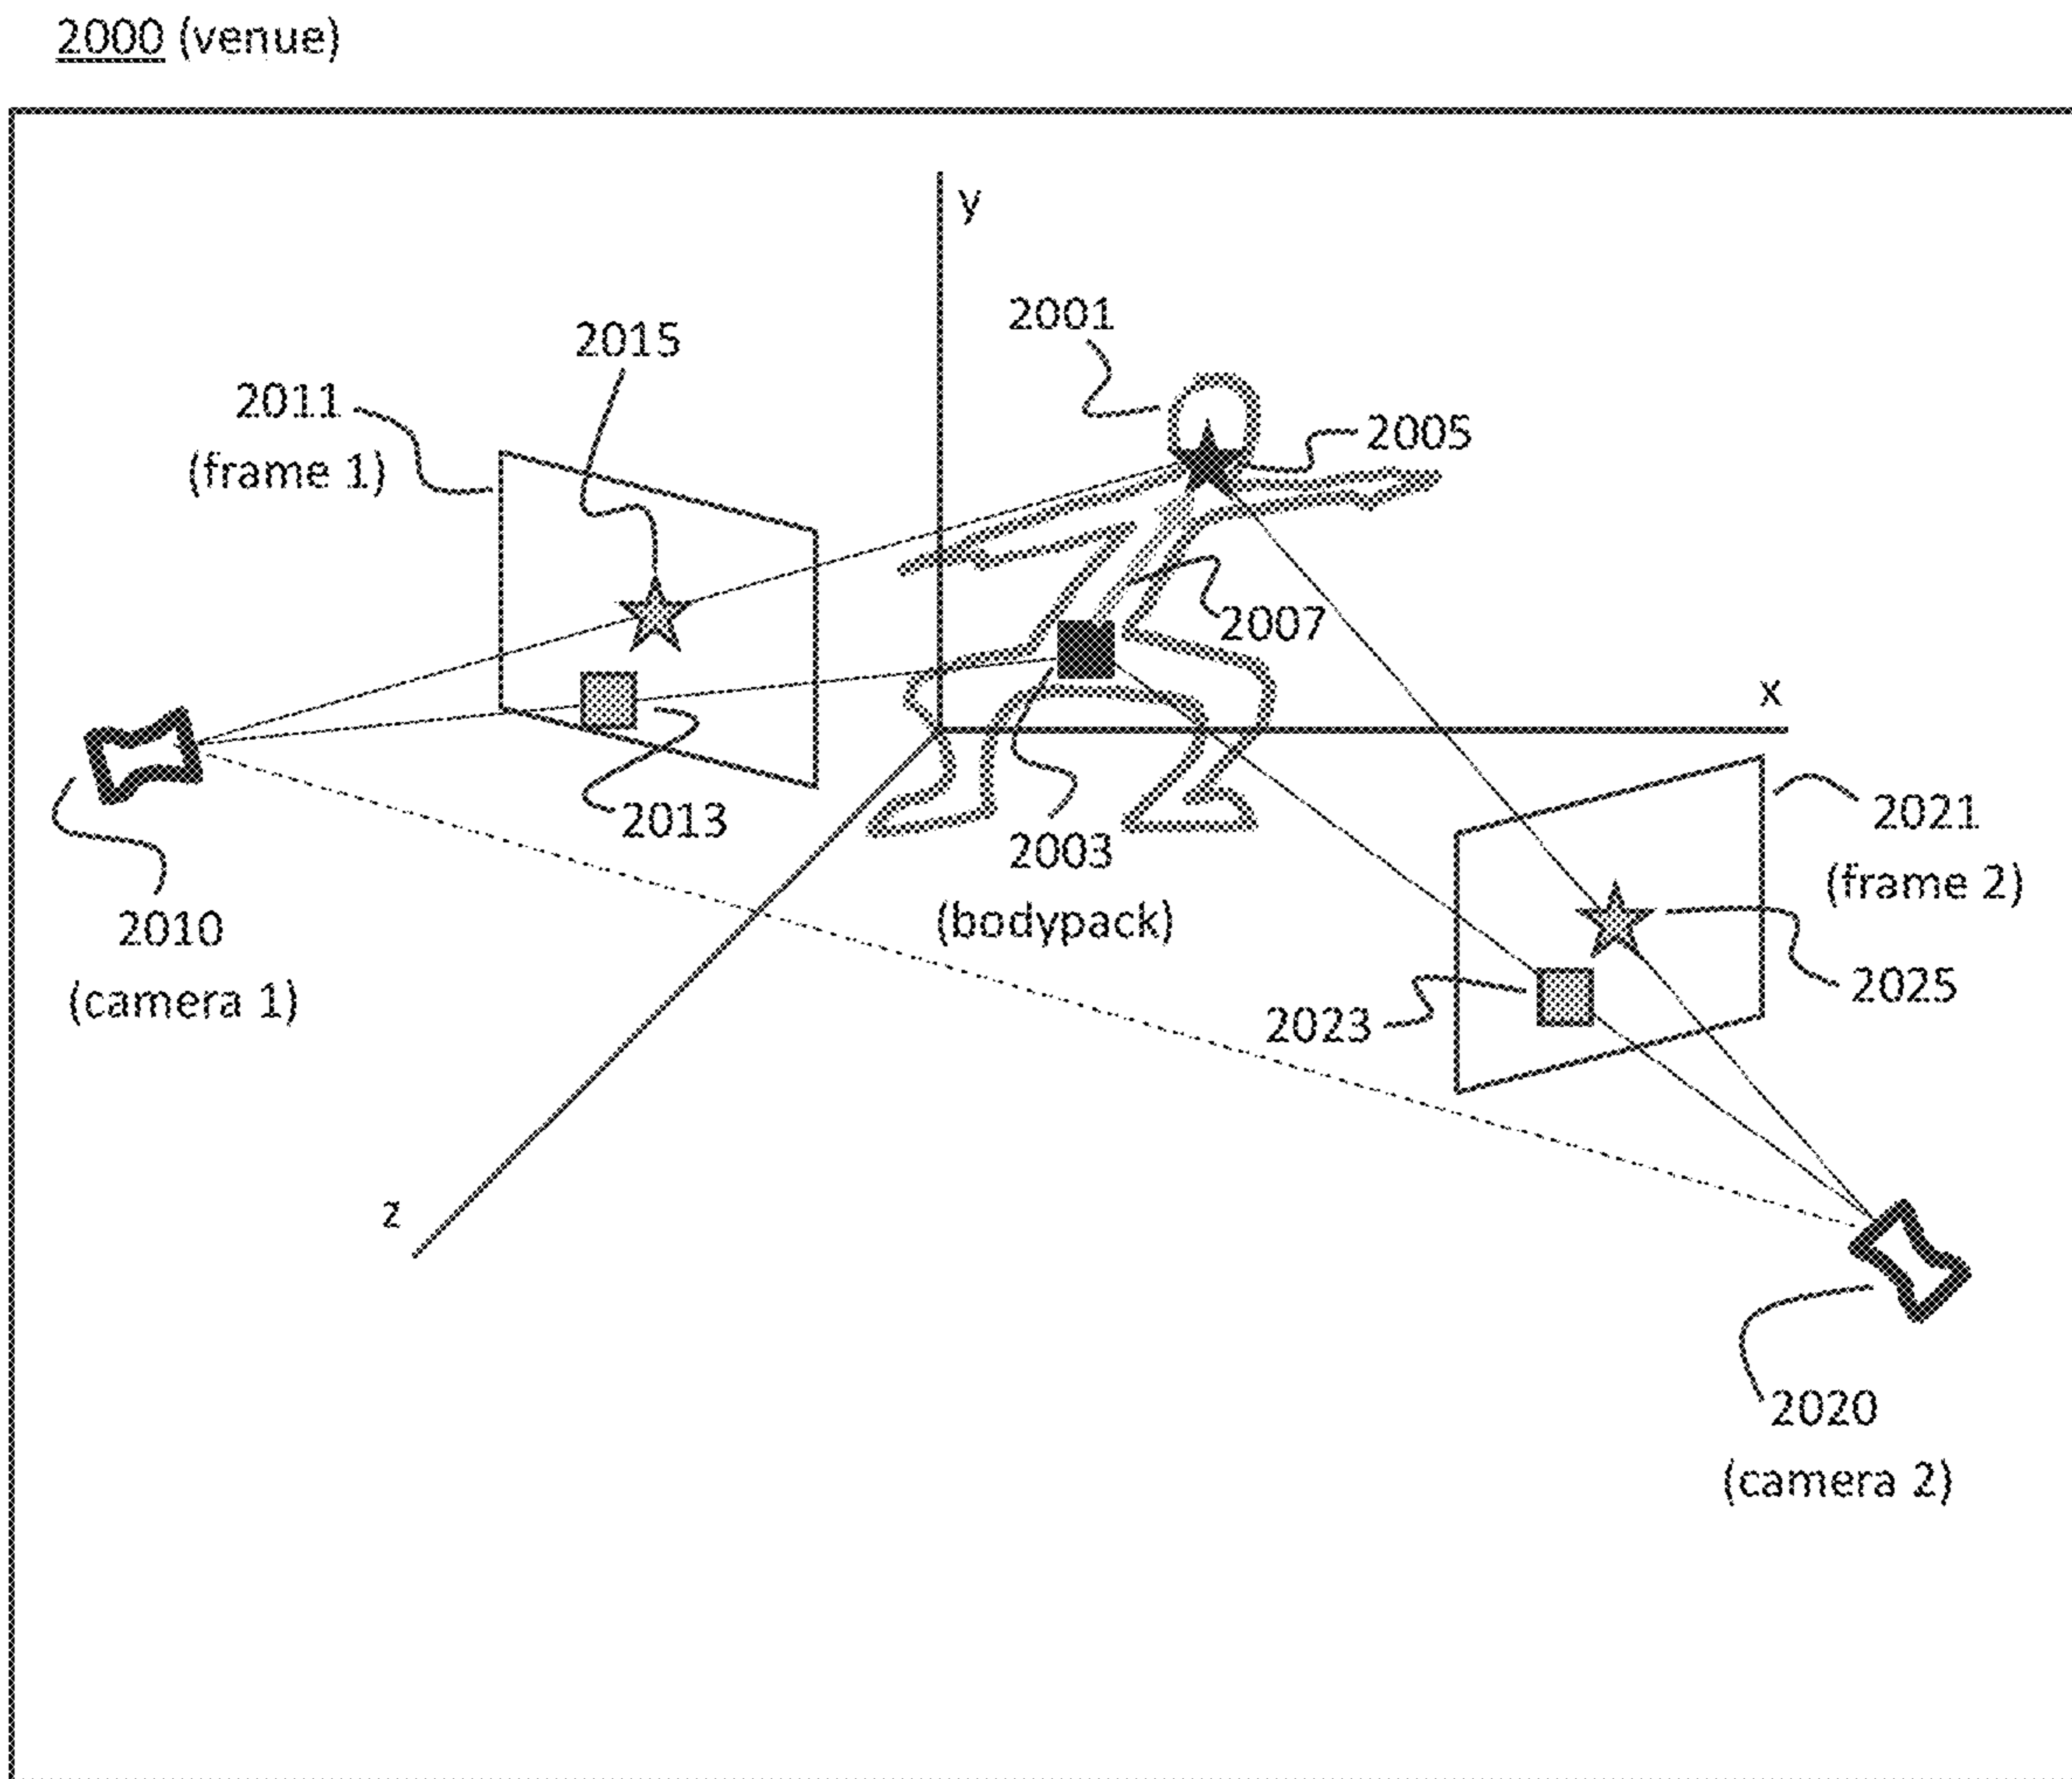 2000 (venue)
y
2001
2015
2011
(frame 1)
2005
2007
x
2013
2003
(bodypack)
2021
(frame 2)
2010
(camera 1)
2025
2023
z
2020
(camera 2)